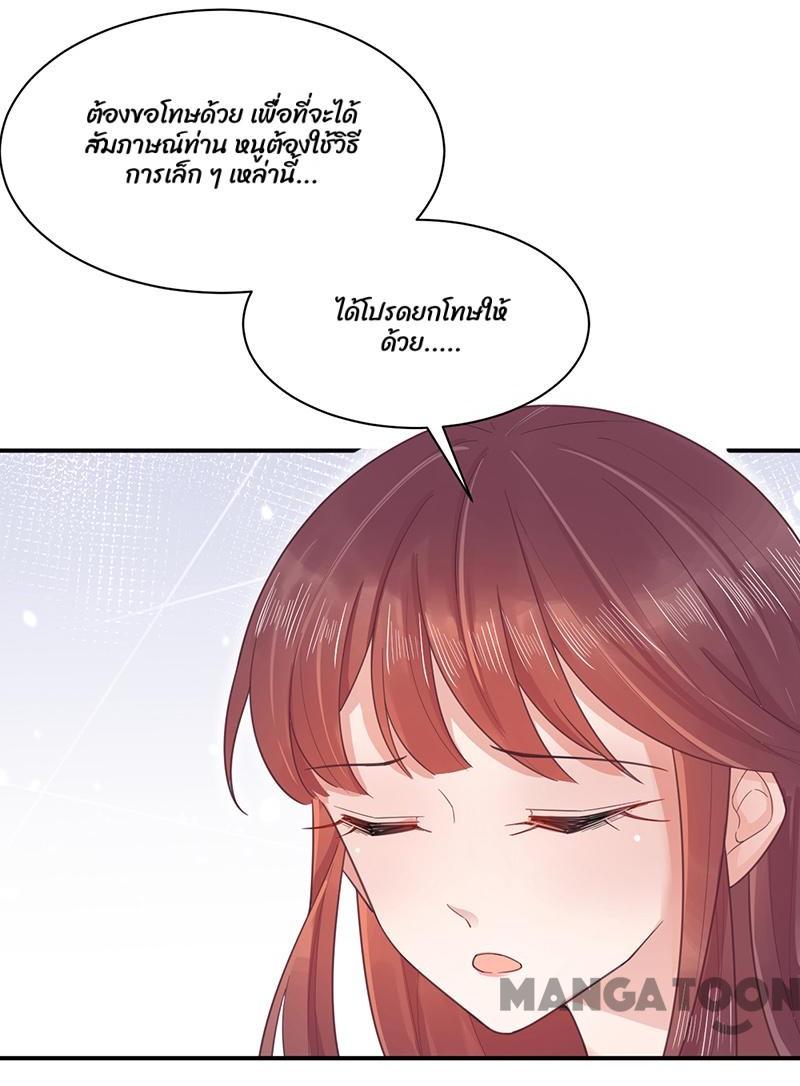 ต้องขอโทษด้วย เพื่อที่จะได้
สัมภาษณ์ท่าน หนูต้องใช้วิธี
การเล็ก ๆ เหล่านี้...
ได้โปรดยกโทษให้
ด้วย.....
MANGATOON